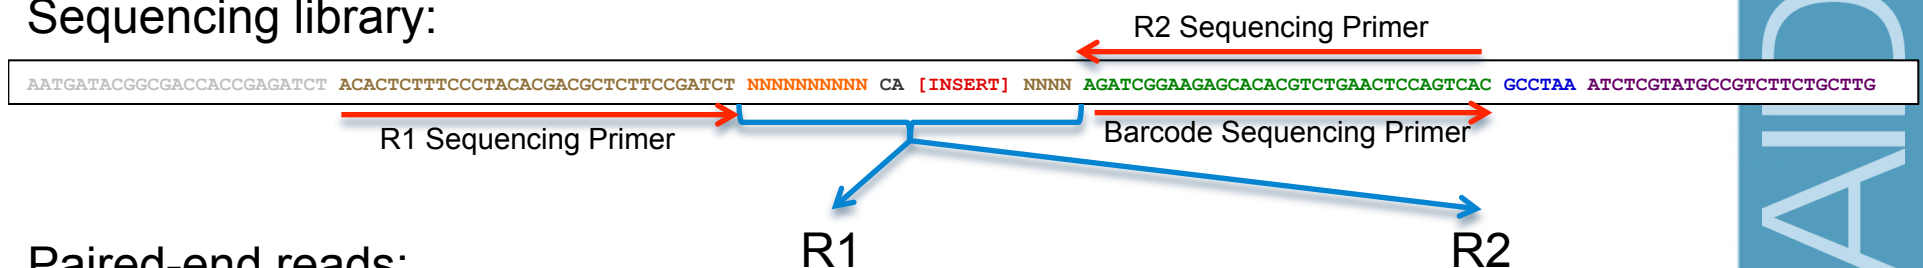 Sequencing library:
R2 Sequencing Primer
AATGATACGGCGACCACCGAGATCT ACACTCTTTCCCTACACGACGCTCTTCCGATCT NNNNNNNNNN CA [INSERT] NNNN AGATCGGAAGAGCACACGTCTGAACTCCAGTCAC GCCTAA ATCTCGTATGCCGTCTTCTGCTTG
R1 Sequencing Primer
Barcode Sequencing Primer
R1
R2
Paired-end reads:
AID